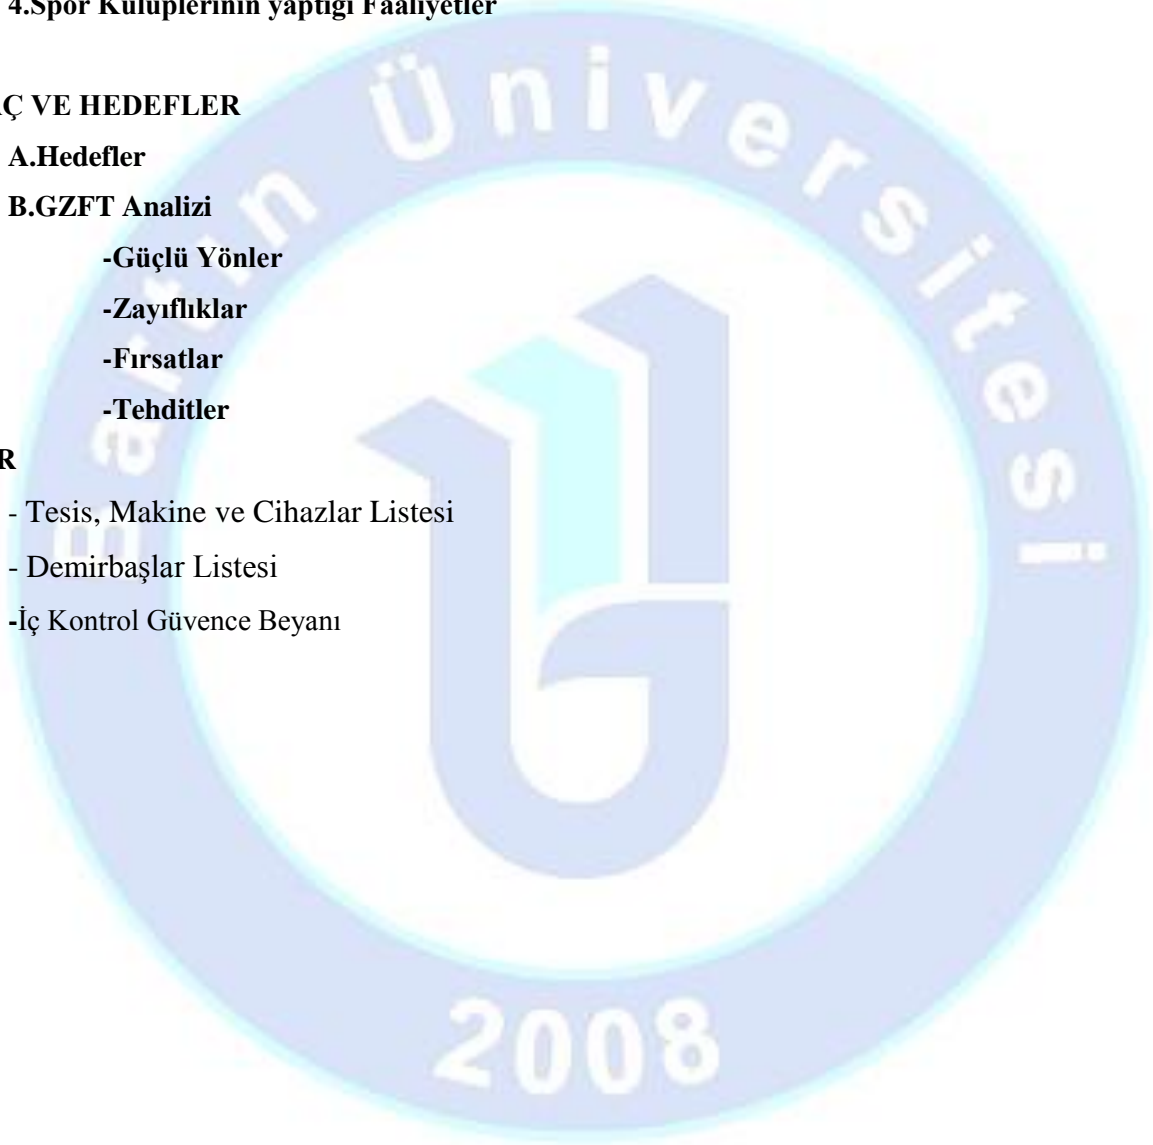 4.Spor Kulüplerinin yaptığı Faaliyetler
Ç VE HEDEFLER
A.Hedefler
B.GZFT Analizi
-Güçlü Yönler
-Zayıflıklar
-Fırsatlar
-Tehditler
R
- Tesis, Makine ve Cihazlar Listesi
- Demirbaşlar Listesi
-İç Kontrol Güvence Beyanı
Bartın Üniversitesi
2008